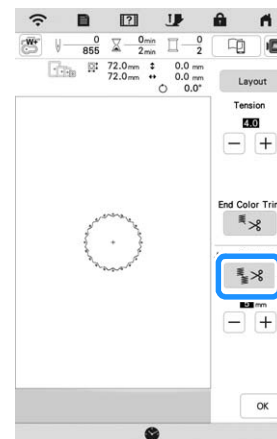 W+
0
855
0min
2min
0
2
72.0mm
72.0mm
0.0 mm
0.0 mm
0.0°
Layout
Tension
4.0
− +
End Color Trim
mm
− +
OK